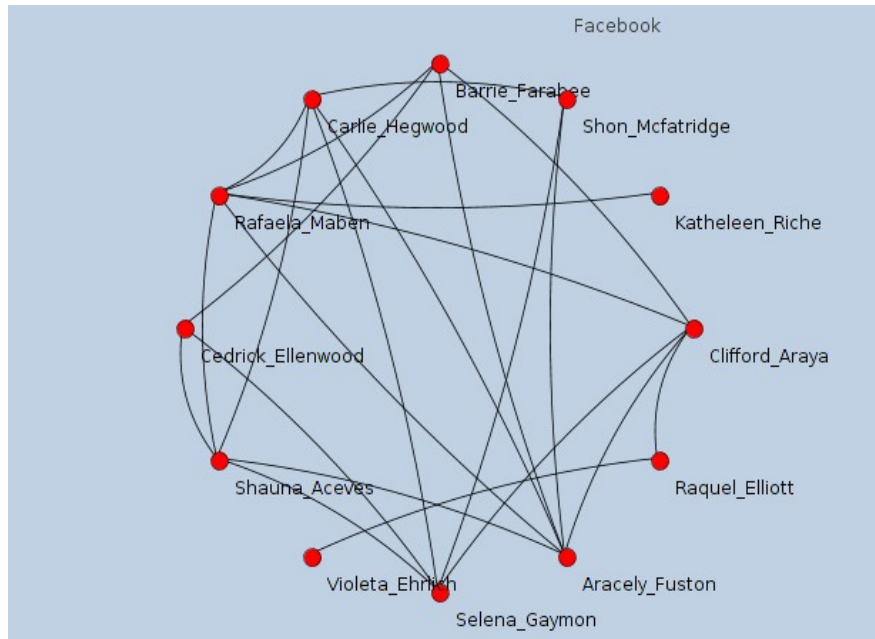 Facebook
Barrie_Farabee
Carlie_Hegwood
Shon_Mcfatridge
Rafaela_Maben
Katheleen_Riche
Cedrick_Ellenwood
Clifford_Araya
Shauna_Aceves
Raquel_Elliott
Violeta_Ehrlich
Aracely_Fuston
Selena_Gaymon